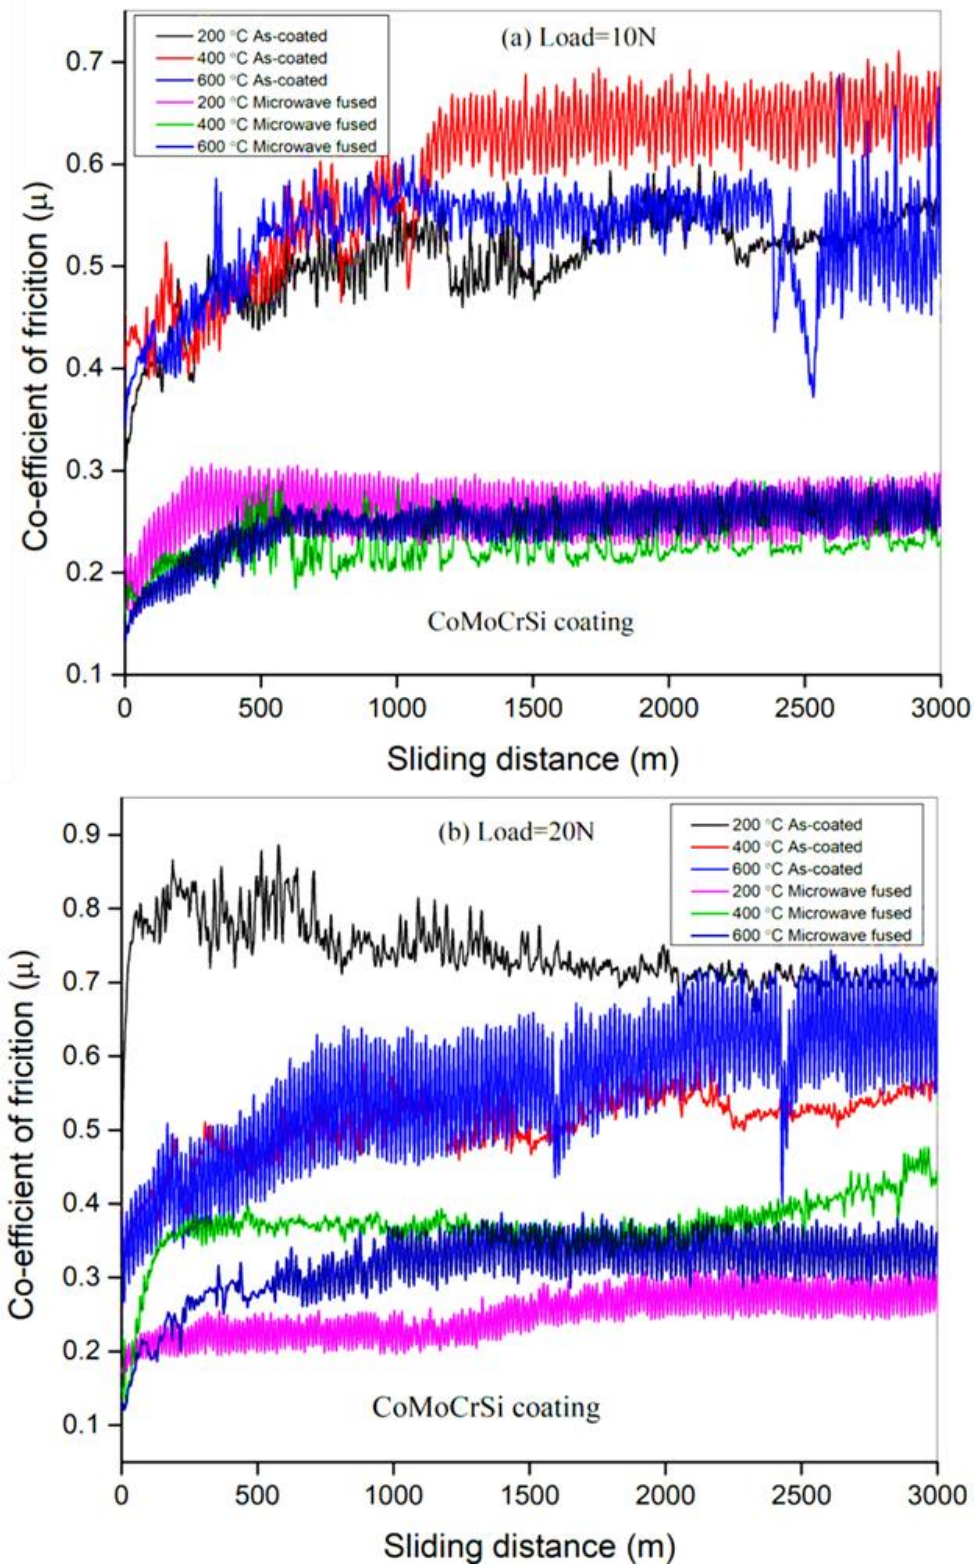 (a) Load=10N
200 °C As-coated
400 °C As-coated
600 °C As-coated
200 °C Microwave fused
400 °C Microwave fused
600 °C Microwave fused
Co-efficient of fricition (μ)
0.7
0.6
0.5
0.4
0.3
0.2
0.1
CoMoCrSi coating
0 500 1000 1500 2000 2500 3000
Sliding distance (m)
(b) Load=20N
200 °C As-coated
400 °C As-coated
600 °C As-coated
200 °C Microwave fused
400 °C Microwave fused
600 °C Microwave fused
Co-efficient of fricition (μ)
0.9
0.8
0.7
0.6
0.5
0.4
0.3
0.2
0.1
CoMoCrSi coating
0 500 1000 1500 2000 2500 3000
Sliding distance (m)